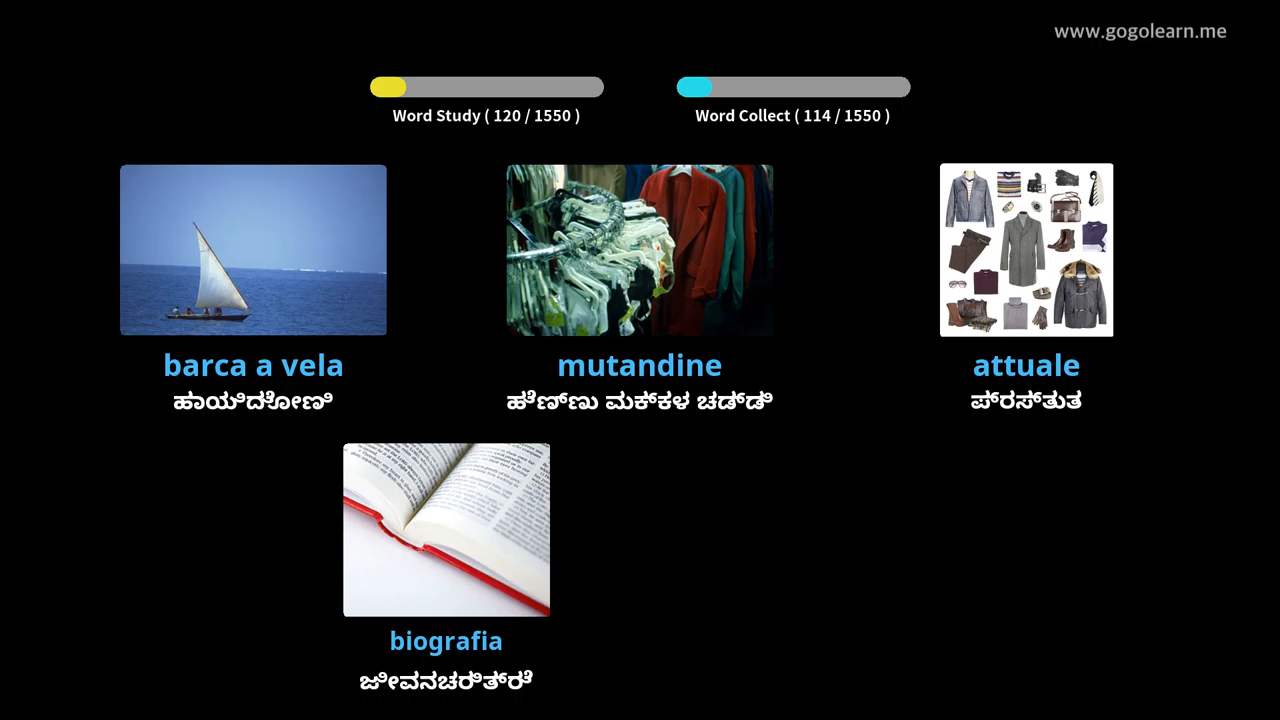 www.gogolearn.me
Word Study ( 120 / 1550 )
Word Collect ( 114 / 1550 )
barca a vela
ಹಾಯಿದೋಣಿ
mutandine
ಹೆಣ್ಣು ಮಕ್ಕಳ ಚಡ್ಡಿ
attuale
ಪ್ರಸ್ತುತ
biografia
ಜೀವನಚರಿತ್ರೆ